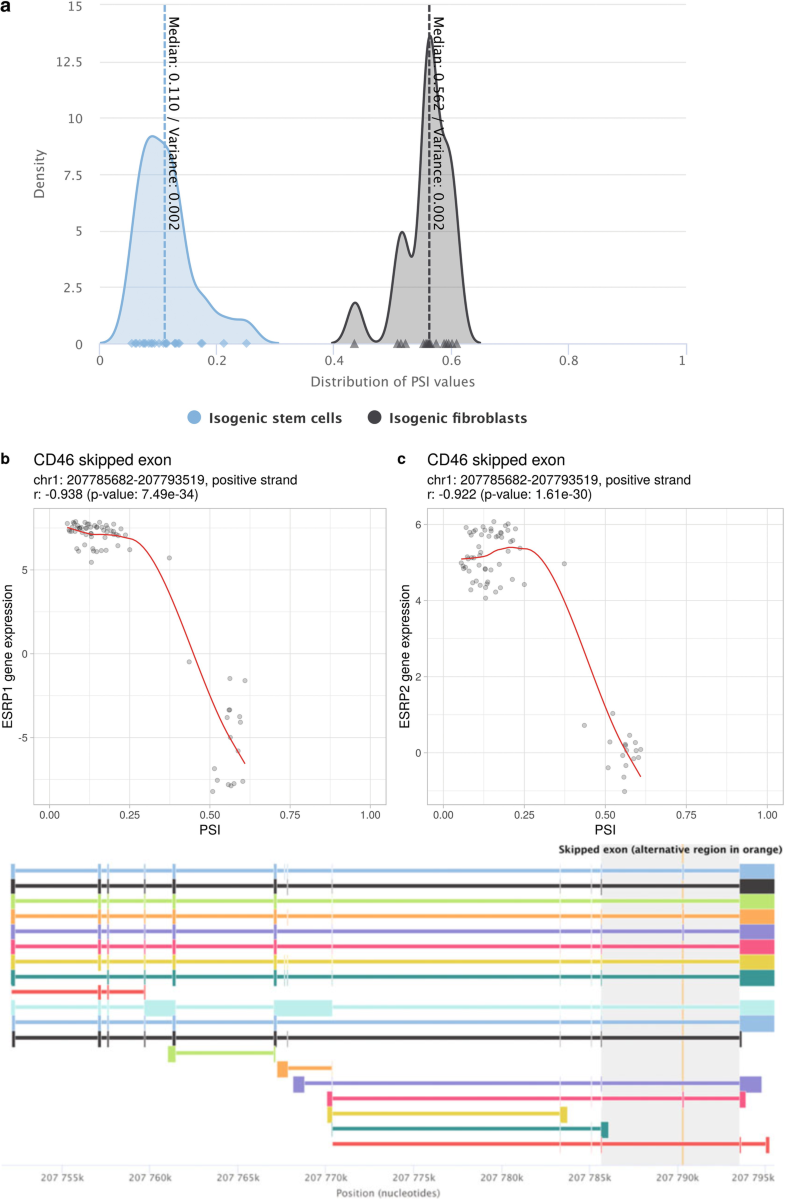 a
15
12.5
10
7.5
5
2.5
0
Density
Median: 0.110 / Variance: 0.002
Median: 0.562 / Variance: 0.002
0
0.2
0.4
0.6
0.8
1
Distribution of PSI values
Isogenic stem cells
Isogenic fibroblasts
b
CD46 skipped exon
chr1: 207785682-207793519, positive strand
r: -0.938 (p-value: 7.49e-34)
ESRP1 gene expression
5
0
-5
0.00
0.25
0.50
0.75
1.00
PSI
c
CD46 skipped exon
chr1: 207785682-207793519, positive strand
r: -0.922 (p-value: 1.61e-30)
ESRP2 gene expression
6
4
2
0
0.00
0.25
0.50
0.75
1.00
PSI
Skipped exon (alternative region in orange)
207 755k
207 760k
207 765k
207 770k
207 775k
207 780k
207 785k
207 790k
207 795k
Position (nucleotides)